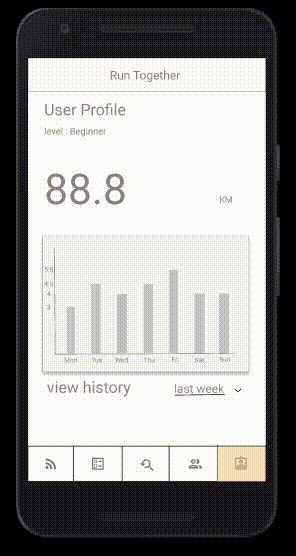 Run Together
User Profile
level : Beginner
88.8
KM
5.5
4.5
4
3
Mon Tue Wed Thu Fri Sat Sun
view history last week